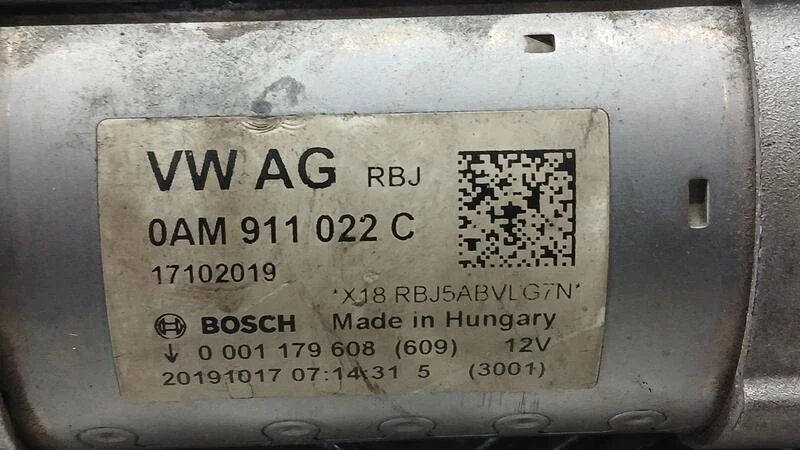 VW AG RBJ
0AM 911 022 C
17102019
*X18 RBJ5ABVLG7N*
BOSCH Made in Hungary
0 001 179 608 (609) 12V
20191017 07:14:31 5 (3001)